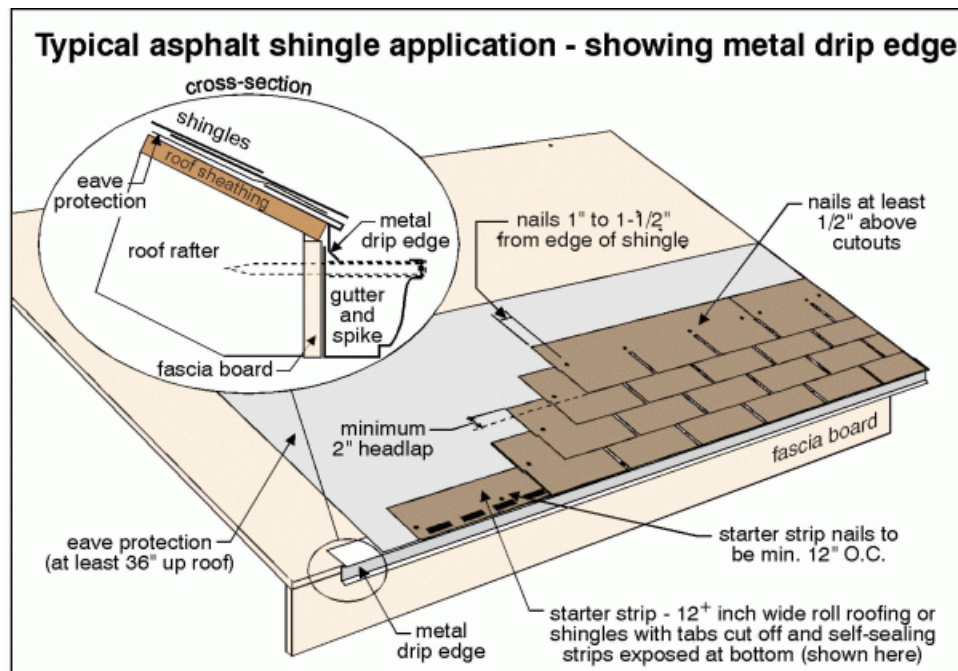 Typical asphalt shingle application - showing metal drip edge
cross-section
shingles
roof sheathing
eave
protection
metal
drip edge
roof rafter
gutter
and
spike
fascia board
nails 1" to 1-1/2"
from edge of shingle
nails at least
1/2" above
cutouts
minimum
2" headlap
fascia board
eave protection
(at least 36" up roof)
starter strip nails to
be min. 12" O.C.
metal
drip edge
starter strip - 12+ inch wide roll roofing or
shingles with tabs cut off and self-sealing
strips exposed at bottom (shown here)